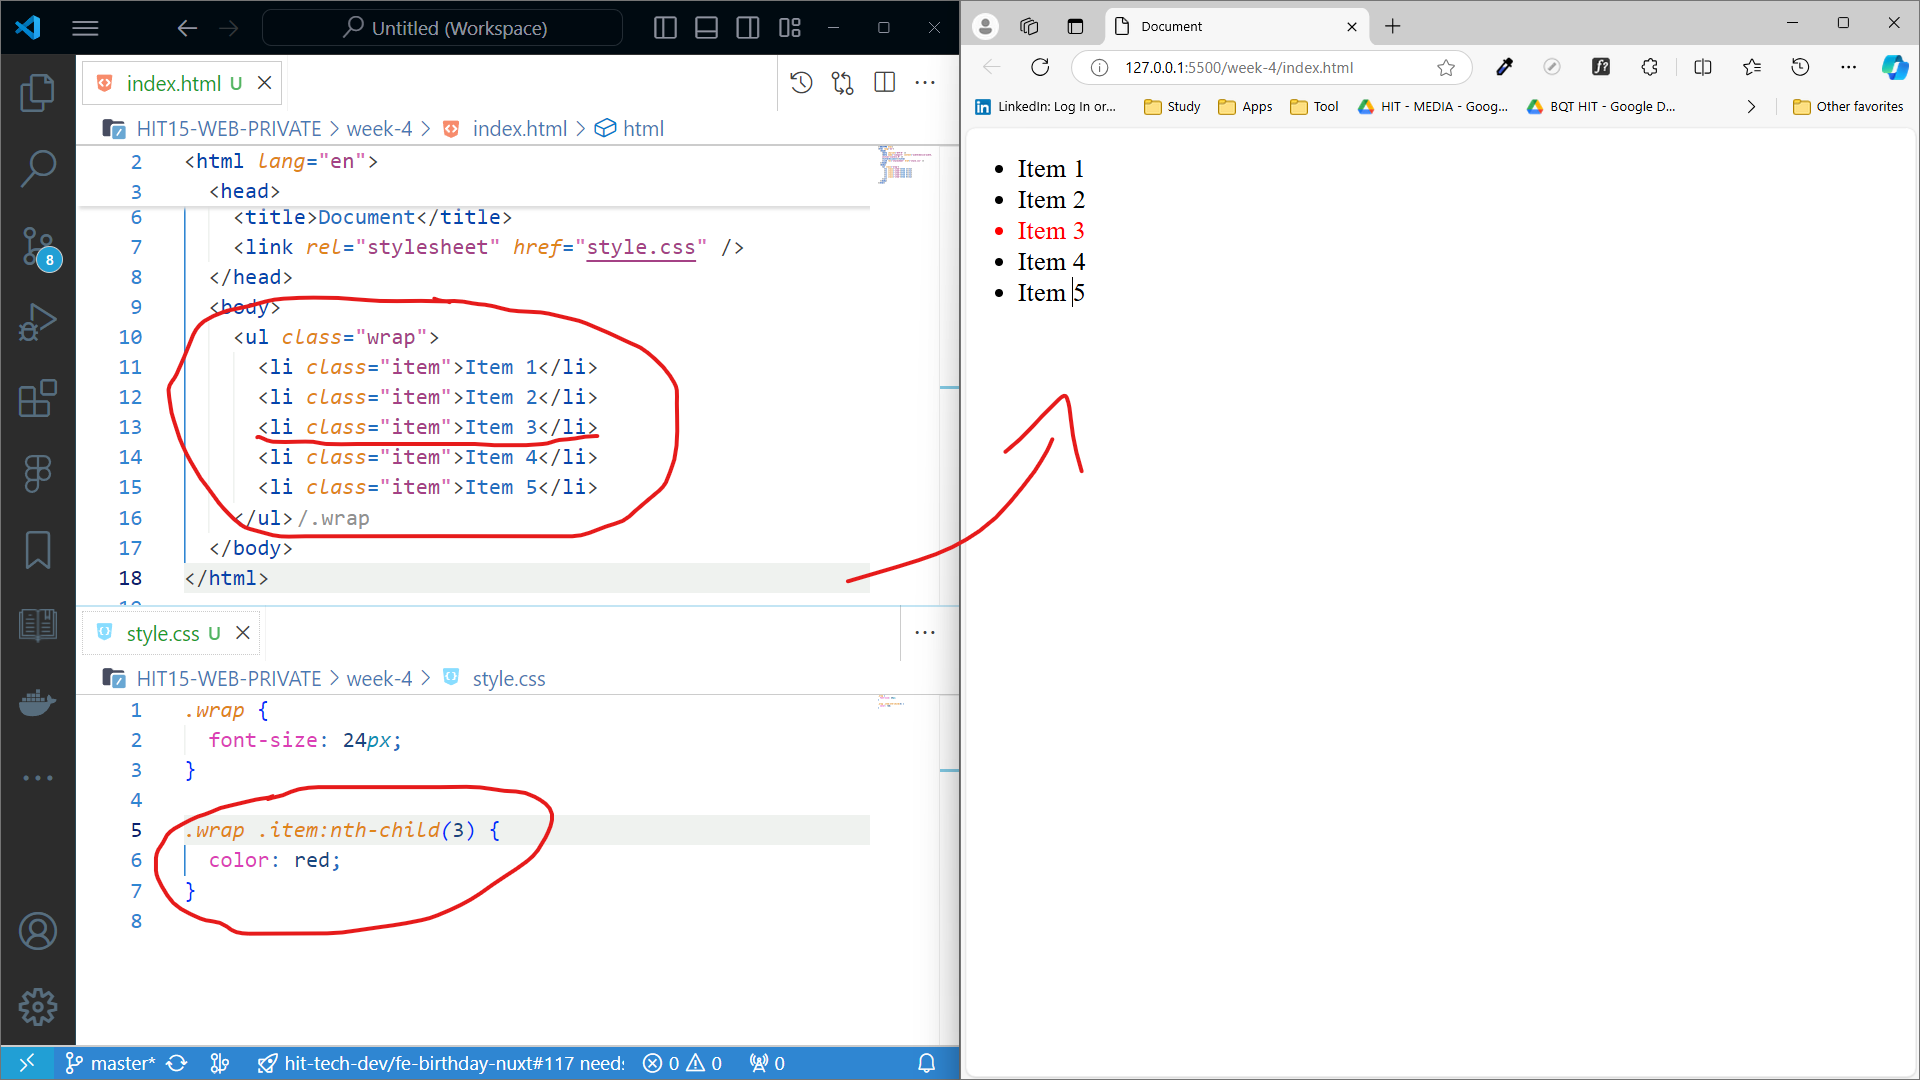 Untitled (Workspace)
index.html U
HIT15-WEB-PRIVATE > week-4 > index.html > html
2 <html lang="en">
3 <head>
6 <title>Document</title>
7 <link rel="stylesheet" href="style.css" />
8 </head>
9 <body>
10 <ul class="wrap">
11 <li class="item">Item 1</li>
12 <li class="item">Item 2</li>
13 <li class="item">Item 3</li>
14 <li class="item">Item 4</li>
15 <li class="item">Item 5</li>
16 </ul>/.wrap
17 </body>
18 </html>
8
style.css U
HIT15-WEB-PRIVATE > week-4 > style.css
1 .wrap {
2 font-size: 24px;
3 }
4
5 .wrap .item:nth-child(3) {
6 color: red;
7 }
8
master* hit-tech-dev/fe-birthday-nuxt#117 needs 0 0 0
Document
127.0.0.1:5500/week-4/index.html
LinkedIn: Log In or... Study Apps Tool HIT - MEDIA - Goog... BQT HIT - Google D... Other favorites
Item 1
Item 2
Item 3
Item 4
Item 5